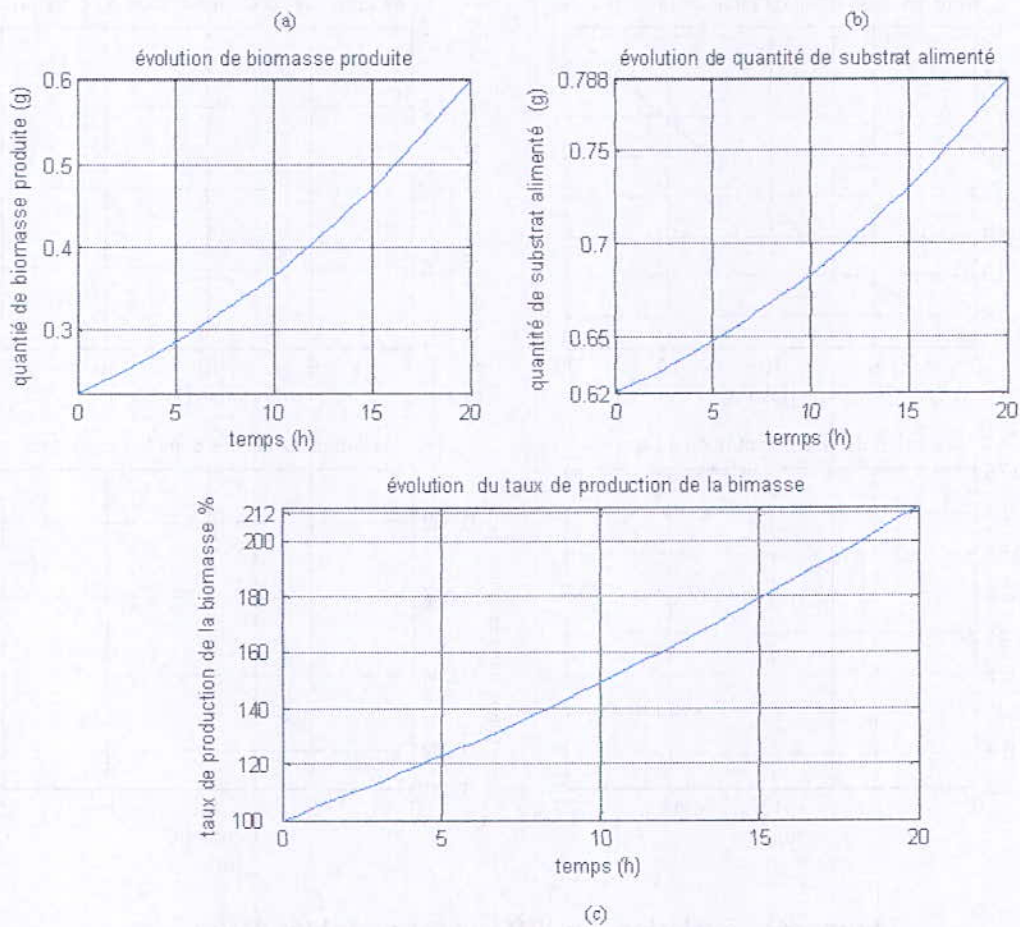 (a)
évolution de biomasse produite
quantié de biomasse produite (g)
0.6
0.5
0.4
0.3
0
5
10
15
20
temps (h)
(b)
évolution de quantité de substrat alimenté
quantité de substrat alimenté (g)
0.788
0.75
0.7
0.65
0.62
0
5
10
15
20
temps (h)
évolution du taux de production de la bimasse
taux de production de la biomasse %
212
200
180
160
140
120
100
0
5
10
15
20
temps (h)
(c)